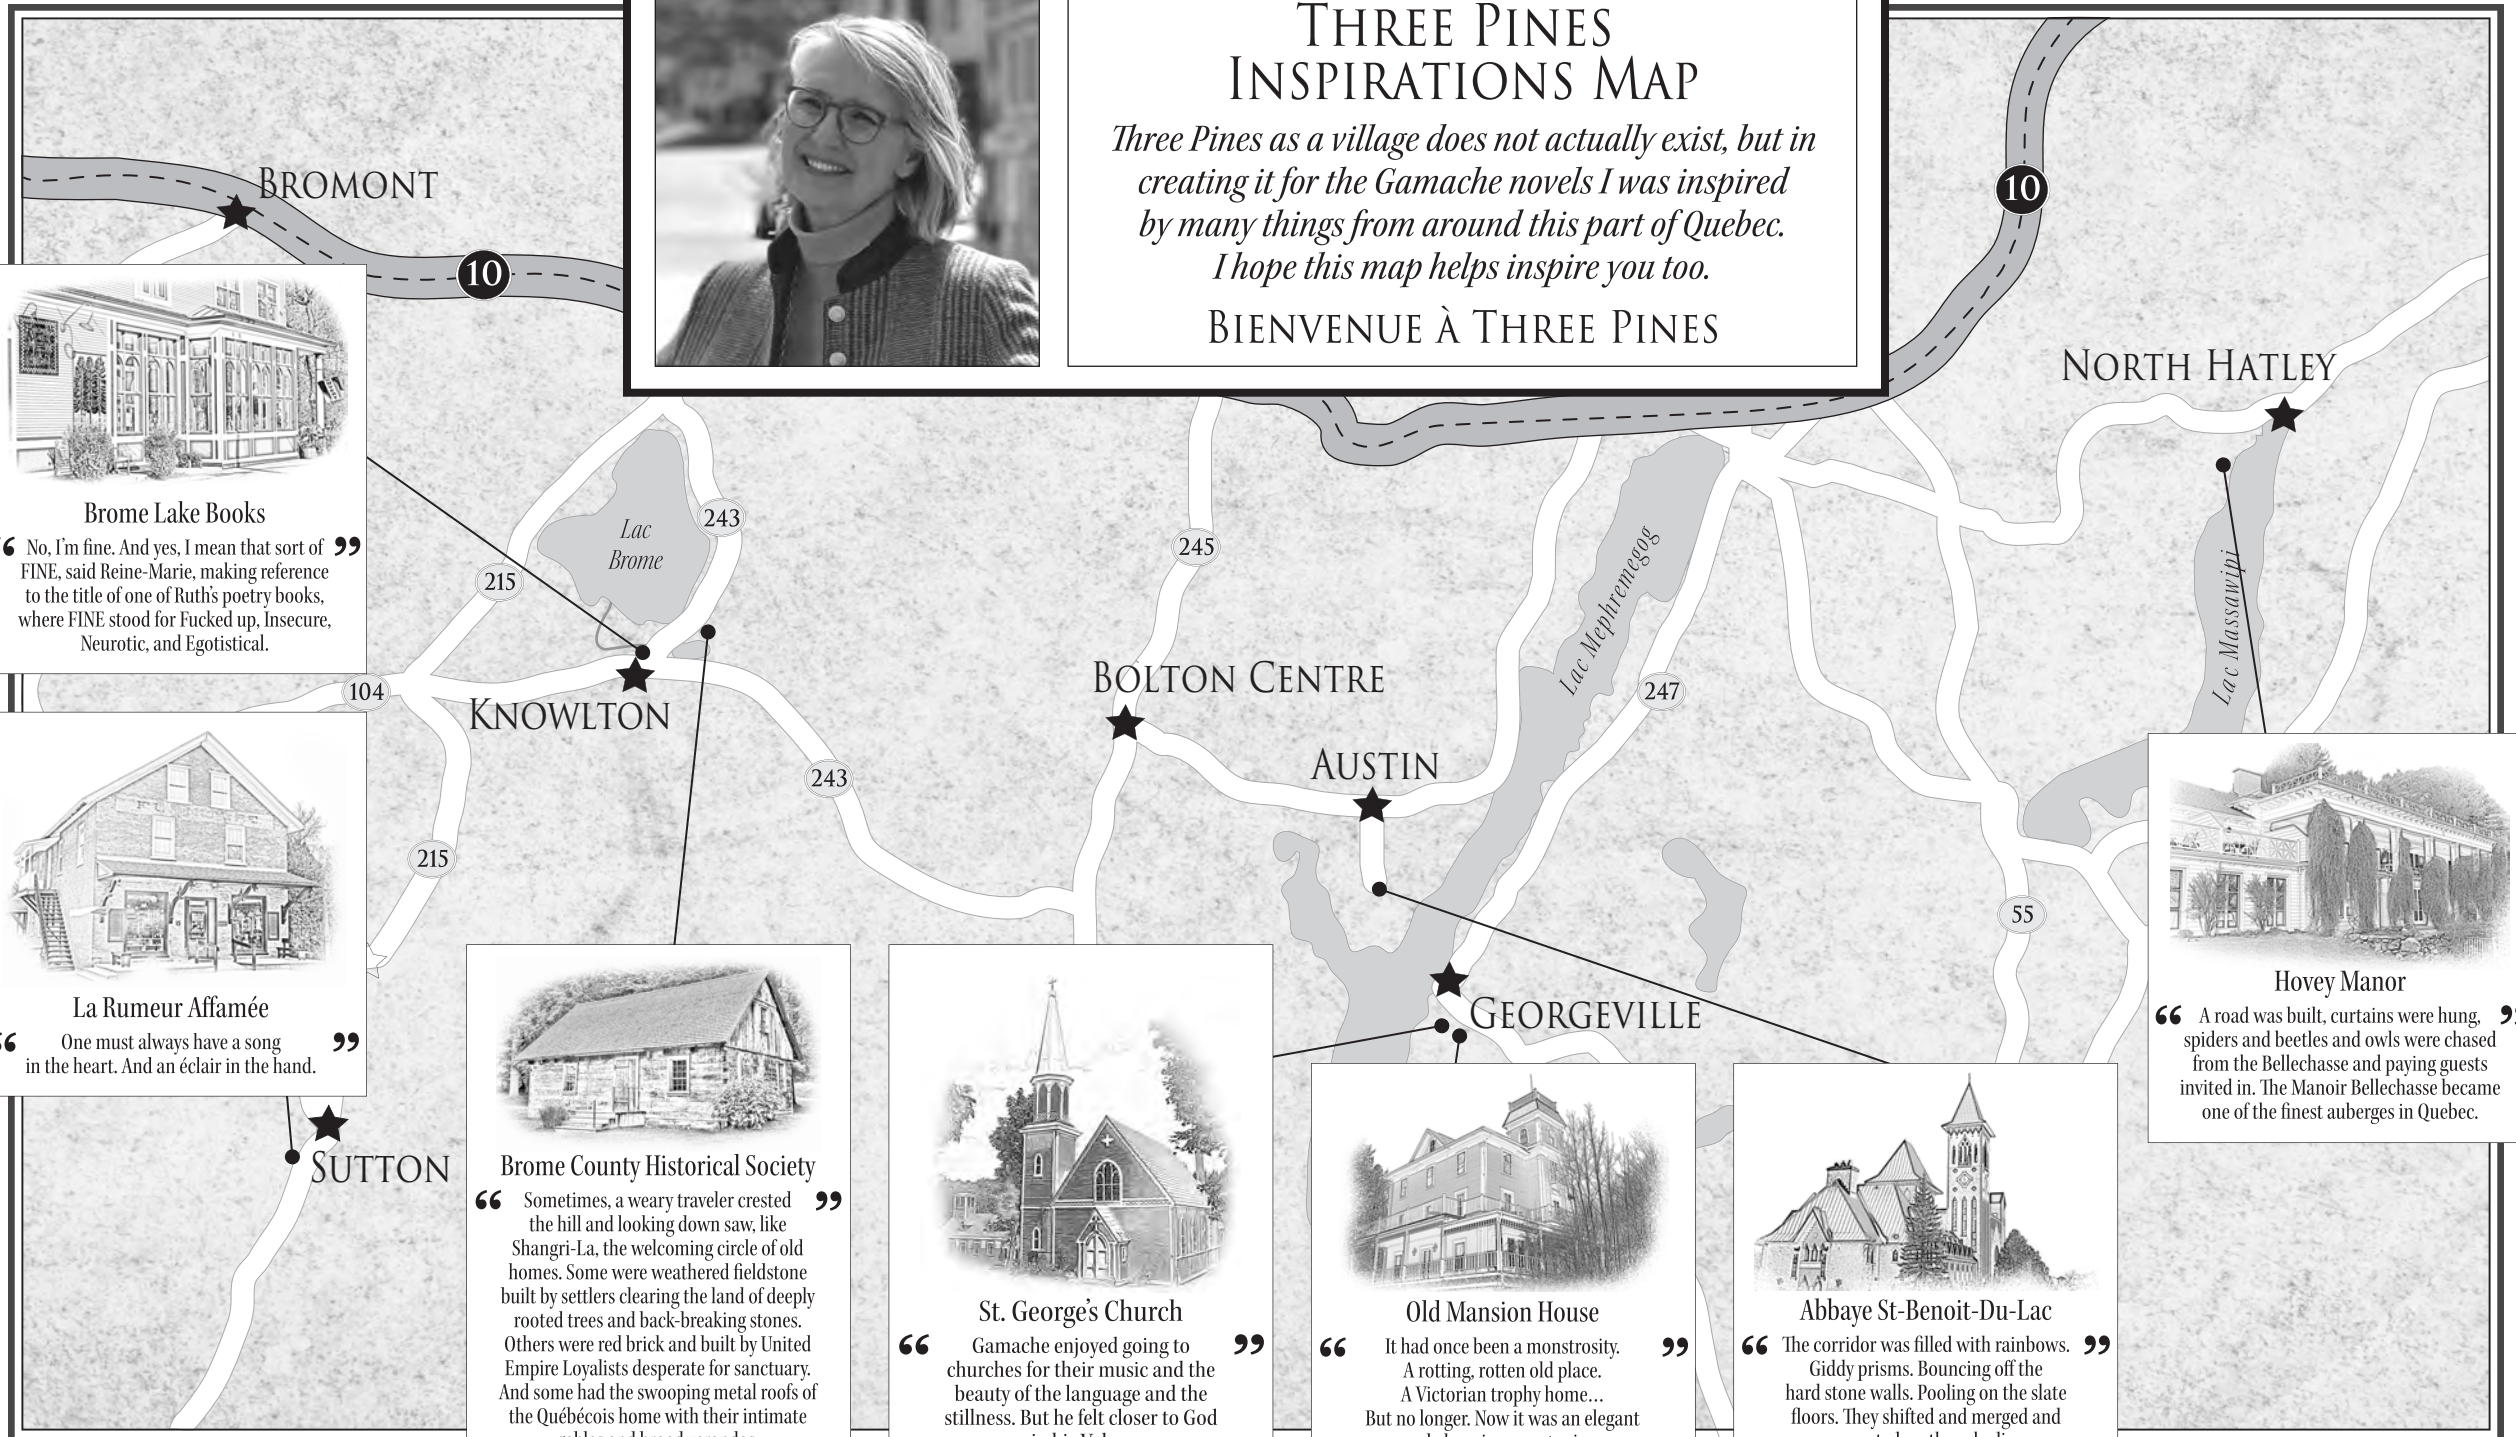 THREE PINES
INSPIRATIONS MAP
Three Pines as a village does not actually exist, but in
creating it for the Gamache novels I was inspired
by many things from around this part of Quebec.
I hope this map helps inspire you too.
BIENVENUE À THREE PINES
BROMONT
10
10
NORTH HATLEY
Brome Lake Books
“ No, I’m fine. And yes, I mean that sort of ”
FINE, said Reine-Marie, making reference
to the title of one of Ruth’s poetry books,
where FINE stood for Fucked up, Insecure,
Neurotic, and Egotistical.
Lac
Brome
243
215
245
104
KNOWLTON
BOLTON CENTRE
Lac Mephremegog
247
Lac Massawipi
AUSTIN
243
215
55
La Rumeur Affamée
“ One must always have a song ”
in the heart. And an éclair in the hand.
SUTTON
GEORGEVILLE
Hovey Manor
“ A road was built, curtains were hung, ”
spiders and beetles and owls were chased
from the Bellechasse and paying guests
invited in. The Manoir Bellechasse became
one of the finest auberges in Quebec.
Brome County Historical Society
“ Sometimes, a weary traveler crested ”
the hill and looking down saw, like
Shangri-La, the welcoming circle of old
homes. Some were weathered fieldstone
built by settlers clearing the land of deeply
rooted trees and back-breaking stones.
Others were red brick and built by United
Empire Loyalists desperate for sanctuary.
And some had the swooping metal roofs of
the Québécois home with their intimate
St. George’s Church
“ Gamache enjoyed going to ”
churches for their music and the
beauty of the language and the
stillness. But he felt closer to God
Old Mansion House
“ It had once been a monstrosity. ”
A rotting, rotten old place.
A Victorian trophy home…
But no longer. Now it was an elegant
Abbaye St-Benoit-Du-Lac
“ The corridor was filled with rainbows. ”
Giddy prisms. Bouncing off the
hard stone walls. Pooling on the slate
floors. They shifted and merged and